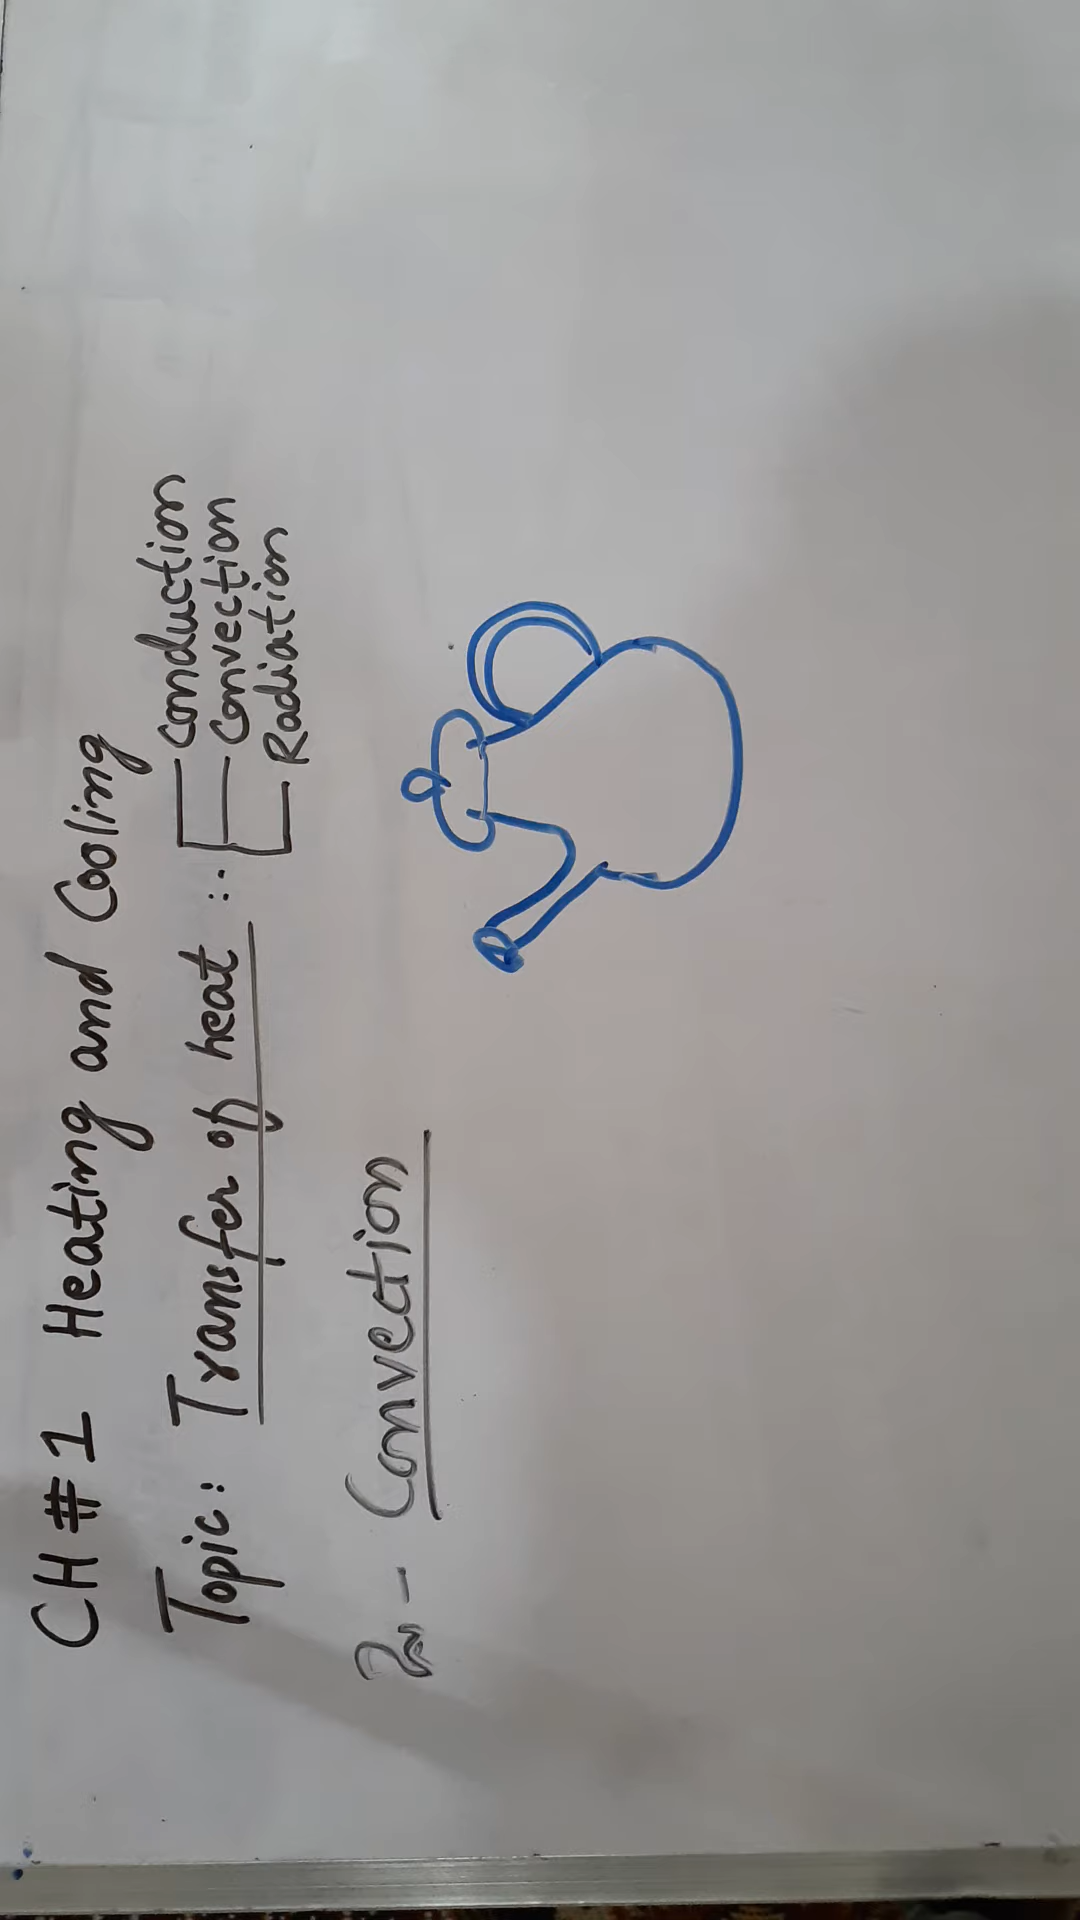 CH # 1 Heating and Cooling
Topic: Transfer of heat :-
Conduction
Convection
Radiation
2 - Convection